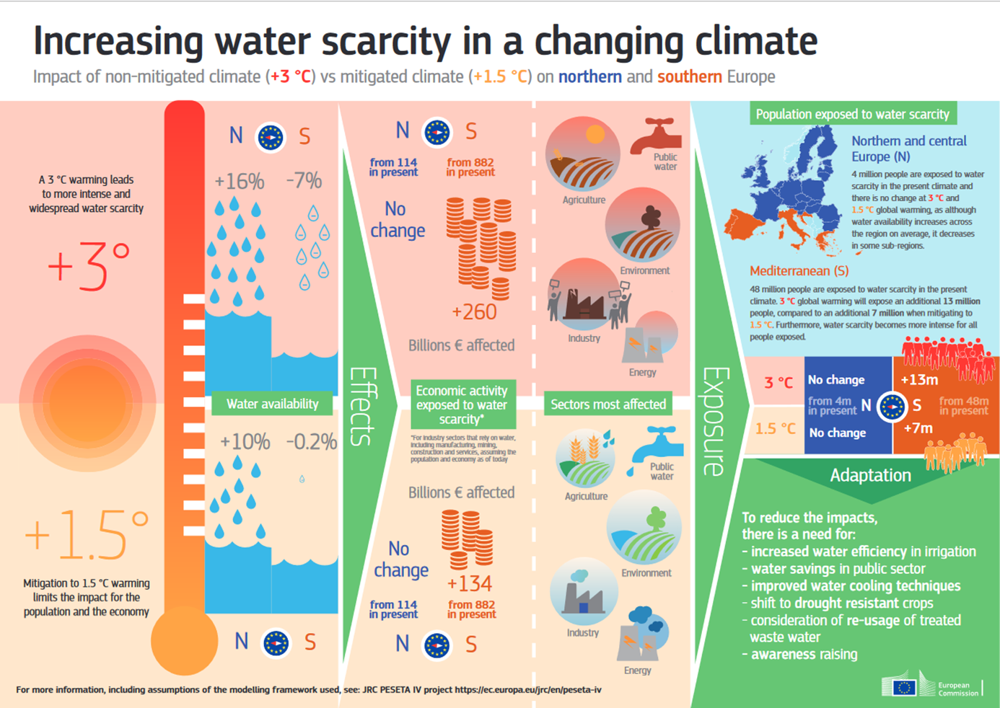 Increasing water scarcity in a changing climate
Impact of non-mitigated climate (+3 °C) vs mitigated climate (+1.5 °C) on northern and southern Europe
A 3 °C warming leads
to more intense and
widespread water scarcity
+3°
+1.5°
Mitigation to 1.5 °C warming
limits the impact for the
population and the economy
N S
+16% -7%
Water availability
+10% -0.2%
N S
Effects
N S
from 114
in present
from 882
in present
No
change
+260
Billions € affected
Economic activity
exposed to water
scarcity*
*For industry sectors that rely on water,
including manufacturing, mining,
construction and services, assuming the
population and economy as of today
Billions € affected
No
change
+134
from 114
in present
from 882
in present
N S
Agriculture
Public
water
Environment
Industry
Energy
Sectors most affected
Agriculture
Public
water
Environment
Industry
Energy
Exposure
Population exposed to water scarcity
Northern and central
Europe (N)
4 million people are exposed to water
scarcity in the present climate and
there is no change at 3 °C and
1.5 °C global warming, as although
water availability increases across
the region on average, it decreases
in some sub-regions.
Mediterranean (S)
48 million people are exposed to water scarcity in the present
climate. 3 °C global warming will expose an additional 13 million
people, compared to an additional 7 million when mitigating to
1.5 °C. Furthermore, water scarcity becomes more intense for all
people exposed.
3 °C
No change
+13m
from 4m
in present
N S
from 48m
in present
1.5 °C
No change
+7m
Adaptation
To reduce the impacts,
there is a need for:
- increased water efficiency in irrigation
- water savings in public sector
- improved water cooling techniques
- shift to drought resistant crops
- consideration of re-usage of treated
waste water
- awareness raising
European
Commission
For more information, including assumptions of the modelling framework used, see: JRC PESETA IV project https://ec.europa.eu/jrc/en/peseta-iv